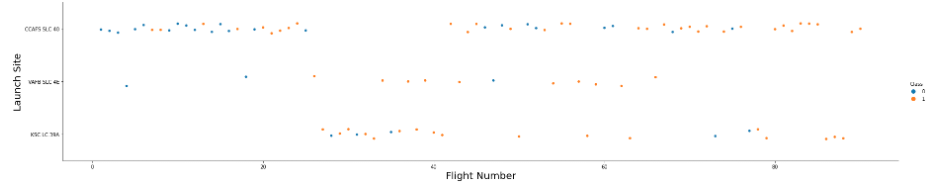 Launch Site
CCAFS SLC 40
VAFB SLC 4E
KSC LC 39A
0
20
40
60
80
Flight Number
Class
0
1